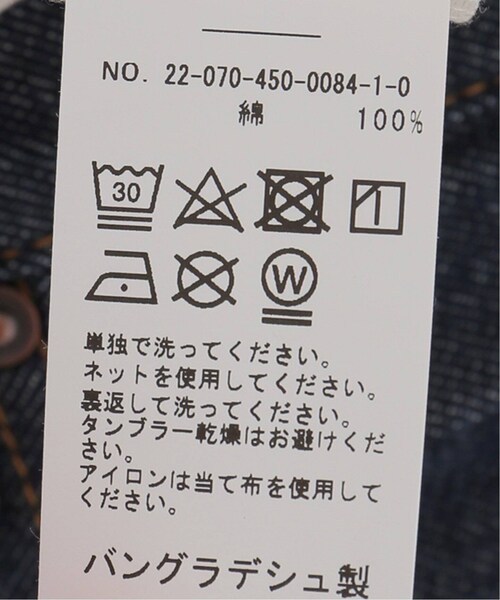 NO. 22-070-450-0084-1-0
綿 100%
30
W
単独で洗ってください。
ネットを使用してください。
裏返して洗ってください。
タンブラー乾燥はお避けくだ
さい。
アイロンは当て布を使用して
ください。
バングラデシュ製